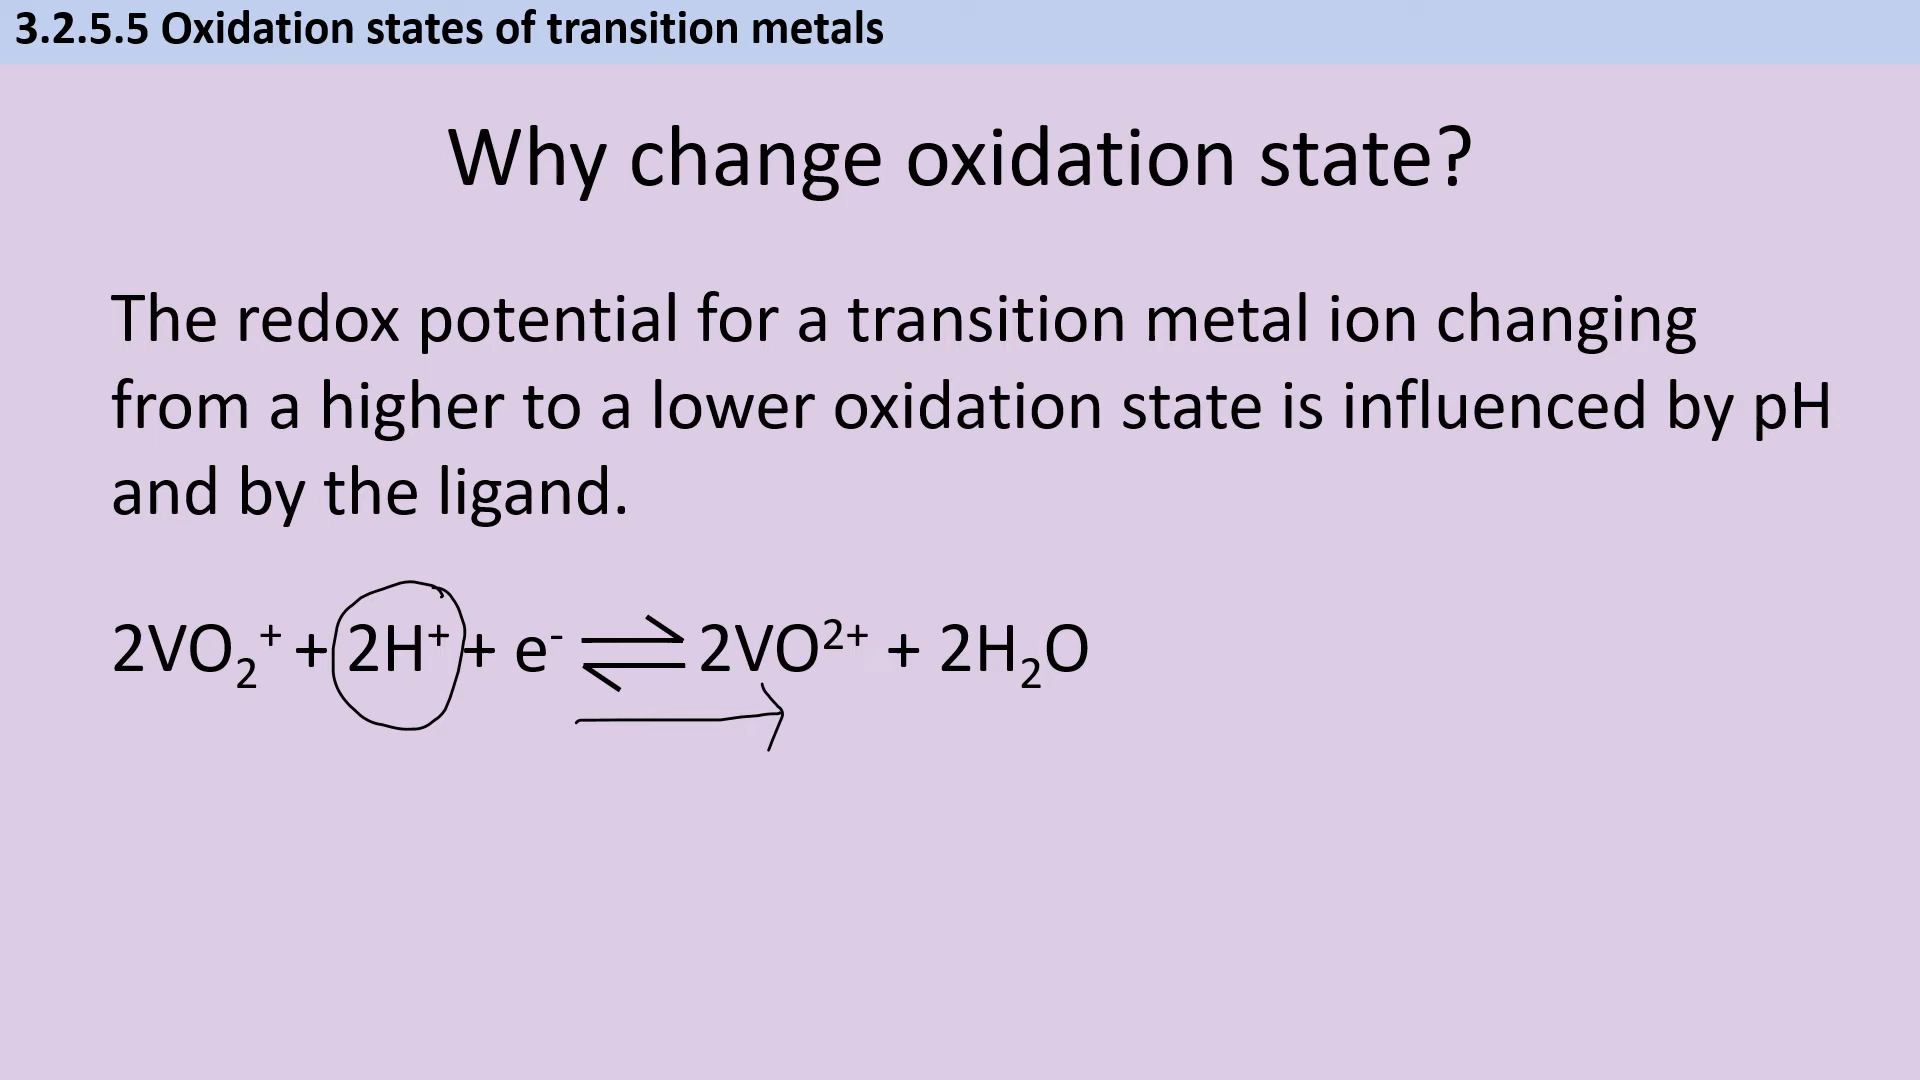 3.2.5.5 Oxidation states of transition metals
Why change oxidation state?
The redox potential for a transition metal ion changing
from a higher to a lower oxidation state is influenced by pH
and by the ligand.
2VO₂⁺ + 2H⁺ + e⁻ ⇌ 2VO²⁺ + 2H₂O